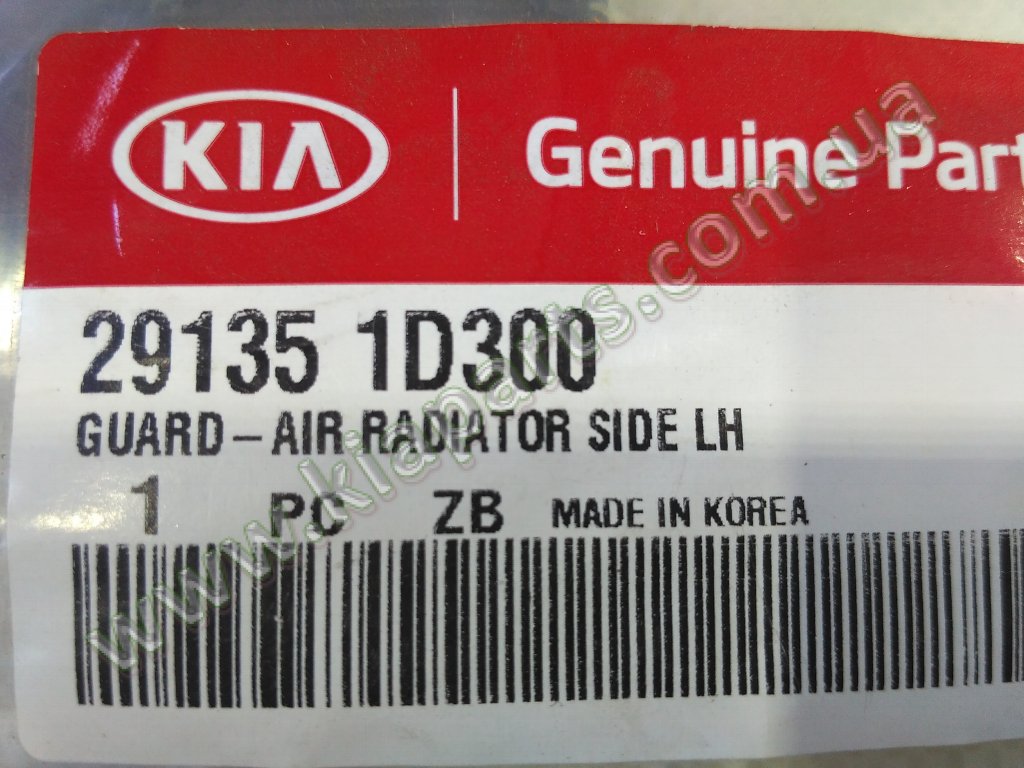 KIA
Genuine Part
29135 1D300
GUARD-AIR RADIATOR SIDE LH
1 PC ZB MADE IN KOREA
www.kiaparts.com.ua